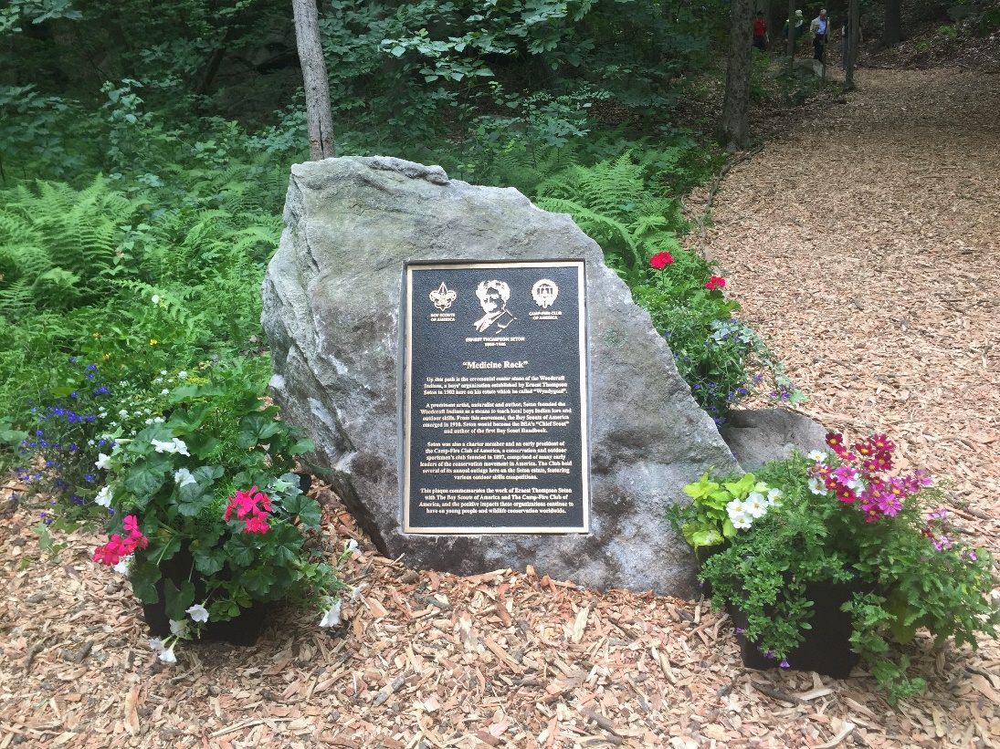 BOY SCOUTS
OF AMERICA
CAMP-FIRE CLUB
OF AMERICA
ERNEST THOMPSON SETON
1860-1946
"Medicine Rock"
Up this path is the ceremonial center stone of the Woodcraft
Indians, a boys' organization established by Ernest Thompson
Seton in 1902 here on his estate which he called "Wyndygoul".
A prominent artist, naturalist and author, Seton founded the
Woodcraft Indians as a means to teach local boys Indian lore and
outdoor skills. From this movement, the Boy Scouts of America
emerged in 1910. Seton would become the BSA's "Chief Scout"
and author of the first Boy Scout Handbook.
Seton was also a charter member and an early president of
the Camp-Fire Club of America, a conservation and outdoor
sportsmen's club founded in 1897, comprised of many early
leaders of the conservation movement in America. The Club held
several of its annual outings here on the Seton estate, featuring
various outdoor skills competitions.
This plaque commemorates the work of Ernest Thompson Seton
with The Boy Scouts of America and The Camp-Fire Club of
America, and the positive impacts these organizations continue to
have on young people and wildlife conservation worldwide.